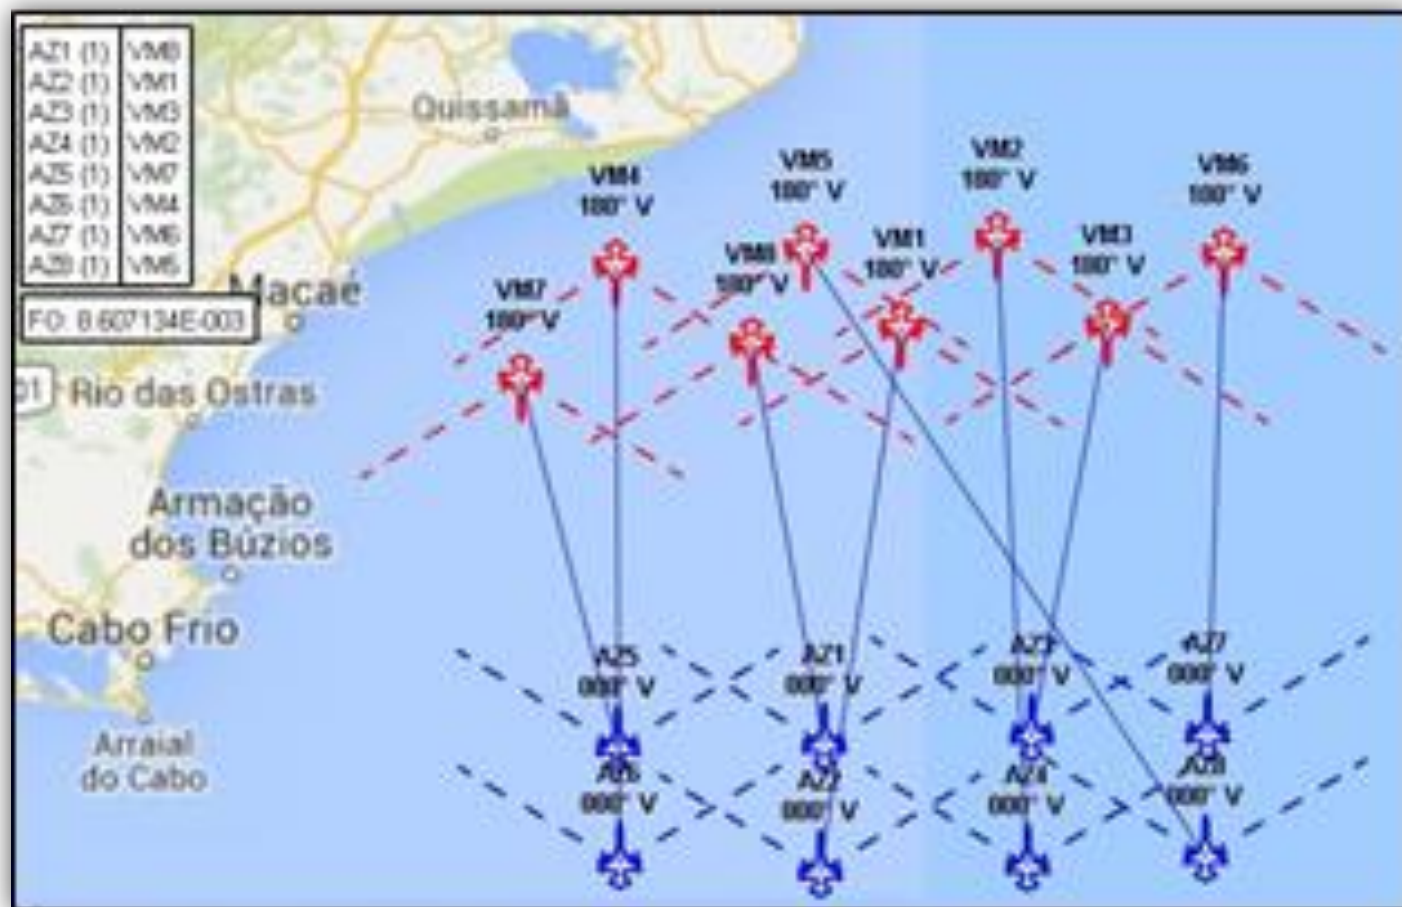 AZ1 (1) VM8
AZ2 (1) VM1
AZ3 (1) VM3
AZ4 (1) VM2
AZ5 (1) VM7
AZ6 (1) VM4
AZ7 (1) VM6
AZ8 (1) VM5
FO: 8.607134E-003
Quissamã
Macaé
01
Rio das Ostras
Armação
dos Búzios
Cabo Frio
Arraial
do Cabo
VM4
180° V
VM5
180° V
VM2
180° V
VM6
180° V
VM7
180° V
VM8
180° V
VM1
180° V
VM3
180° V
AZ5
000° V
AZ1
000° V
AZ3
000° V
AZ7
000° V
AZ6
000° V
AZ2
000° V
AZ4
000° V
AZ8
000° V